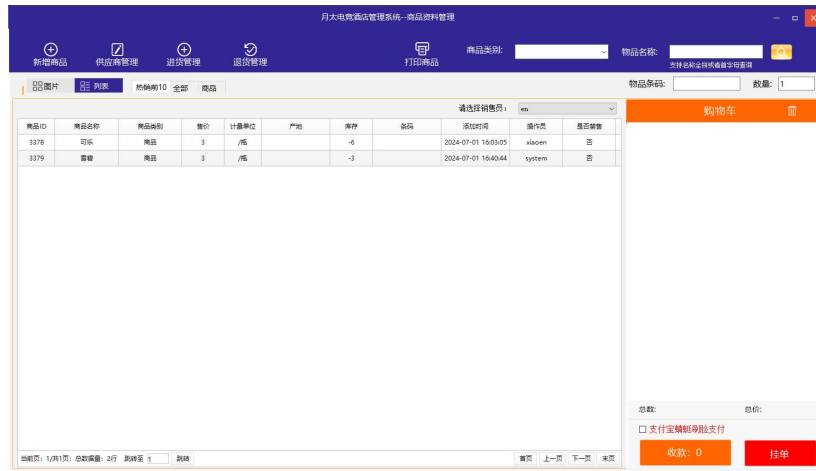 月太电竞酒店管理系统--商品资料管理
新增商品 供应商管理 进货管理 退货管理 打印商品 商品类别: 物品名称:
支持名称全拼或者首字母查询
图片 列表 热销前10 全部 商品 物品条码: 数量: 1
请选择销售员: en 购物车
商品ID 商品名称 商品类别 售价 计量单位 产地 库存 条码 添加时间 操作员 是否禁售
3378 可乐 商品 3 /瓶 -6 2024-07-01 16:03:05 xiaoen 否
3379 雪碧 商品 3 /瓶 -3 2024-07-01 16:40:44 system 否
总数: 总价:
支付宝蜻蜓刷脸支付
收款: 0 挂单
当前页: 1/共1页: 总数据量: 2行 跳转至 1 跳转 首页 上一页 下一页 末页